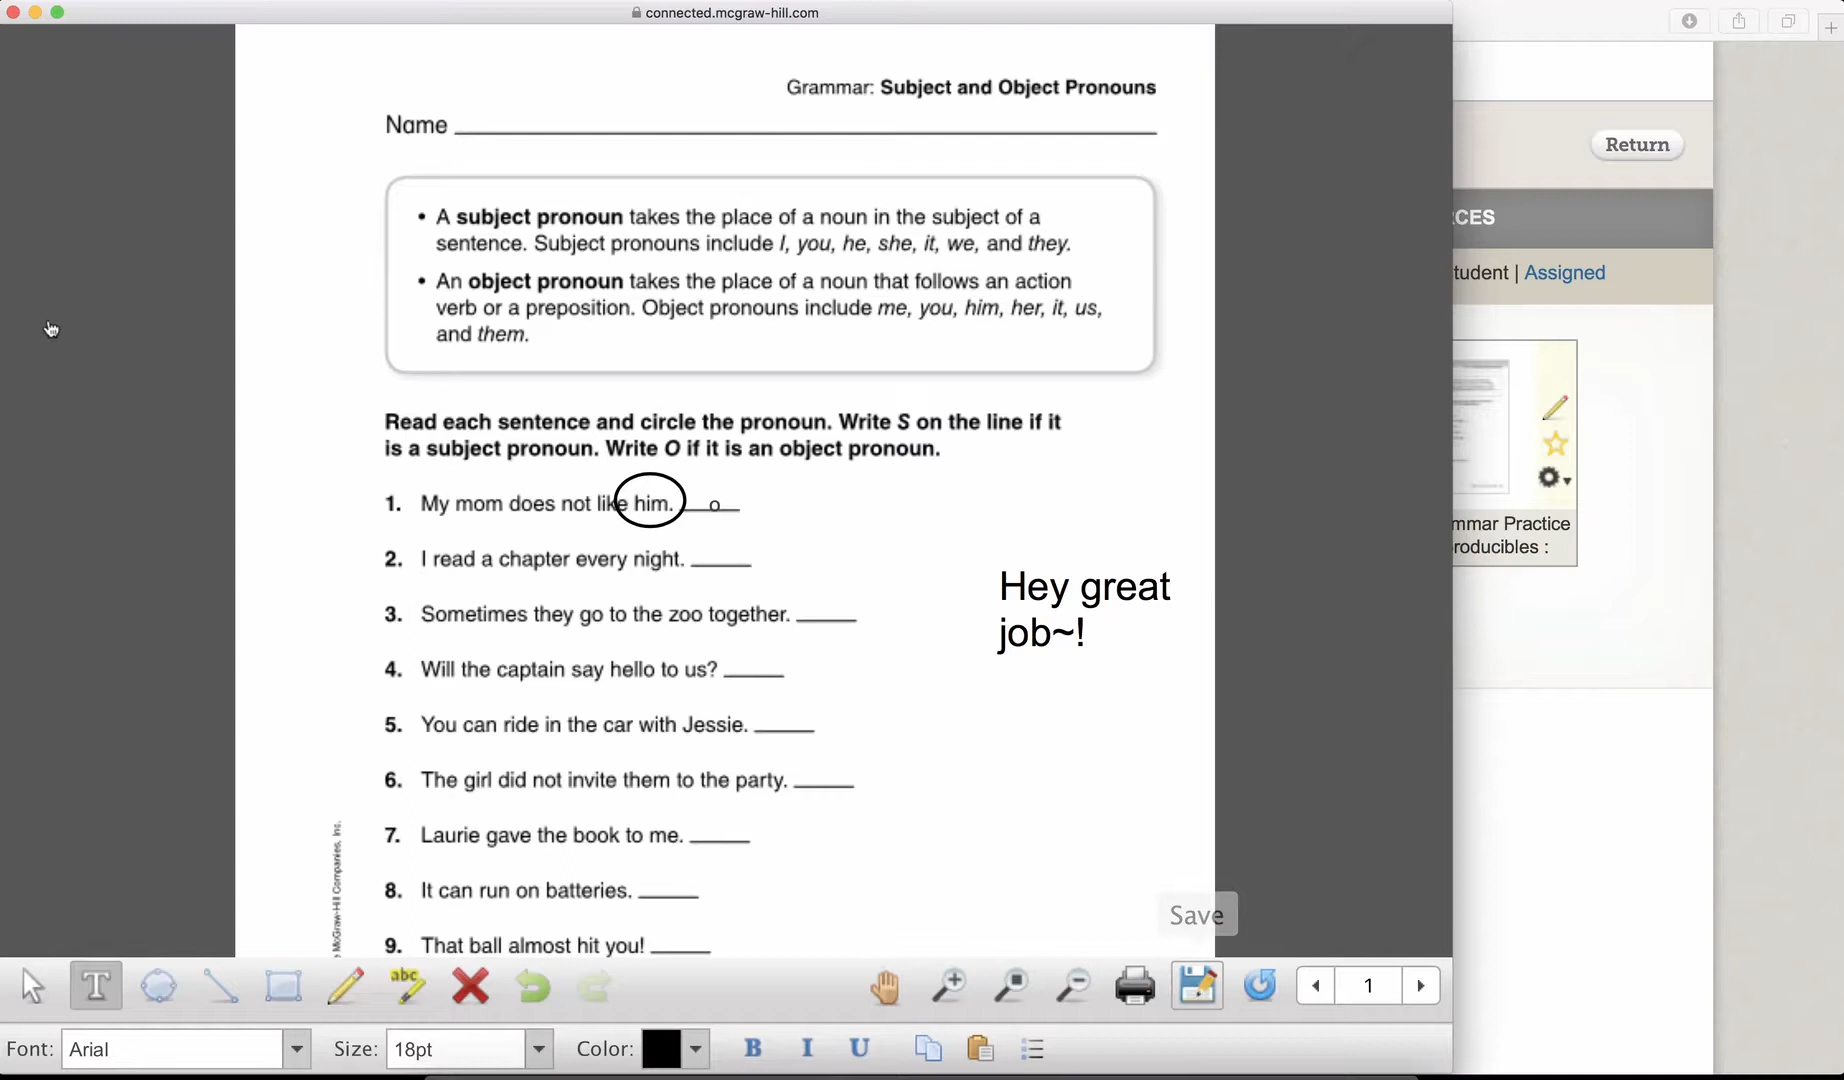 connected.mcgraw-hill.com
Grammar: Subject and Object Pronouns
Name
Return
• A subject pronoun takes the place of a noun in the subject of a
sentence. Subject pronouns include I, you, he, she, it, we, and they.
• An object pronoun takes the place of a noun that follows an action
verb or a preposition. Object pronouns include me, you, him, her, it, us,
and them.
RCES
tudent | Assigned
Read each sentence and circle the pronoun. Write S on the line if it
is a subject pronoun. Write O if it is an object pronoun.
1. My mom does not like him. o
2. I read a chapter every night.
3. Sometimes they go to the zoo together.
4. Will the captain say hello to us?
5. You can ride in the car with Jessie.
6. The girl did not invite them to the party.
7. Laurie gave the book to me.
8. It can run on batteries.
9. That ball almost hit you!
Hey great
job~!
mmar Practice
roducibles :
McGraw-Hill Companies, Inc.
Save
T
abc
1
Font: Arial
Size: 18pt
Color:
B I U